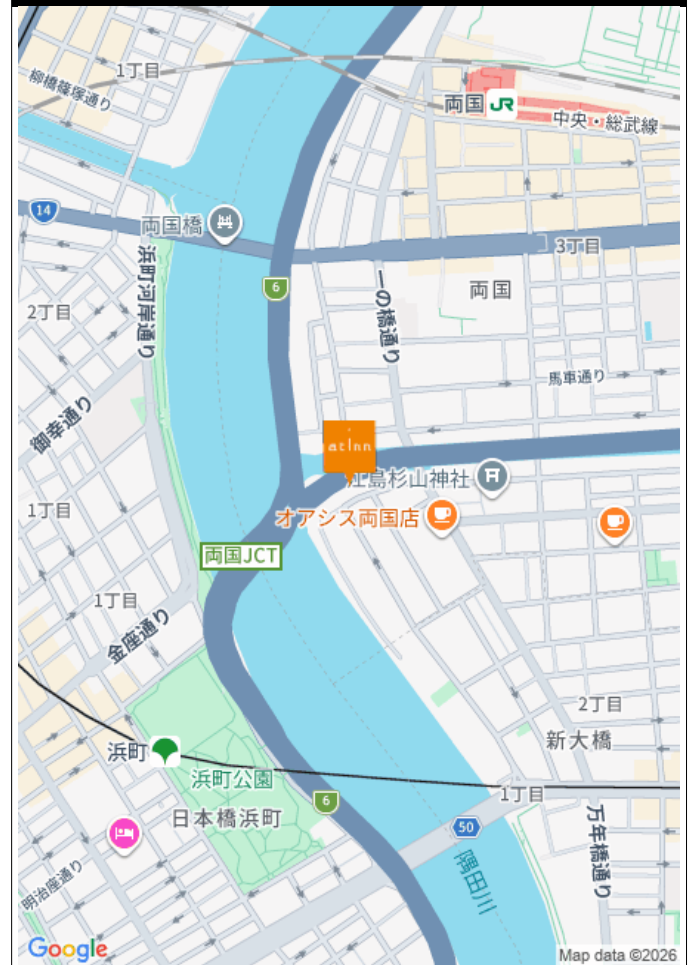 1丁目
柳橋篠塚通り
両国 JR
中央・総武線
14
両国橋
3丁目
浜町河岸通り
6
一の橋通り
両国
2丁目
馬車通り
御幸通り
at Inn
江島杉山神社
オアシス両国店
1丁目
両国JCT
1丁目
金座通り
2丁目
新大橋
浜町
浜町公園
1丁目
6
日本橋浜町
50
万年橋通り
隅田川
明治座通り
Google
Map data ©2026